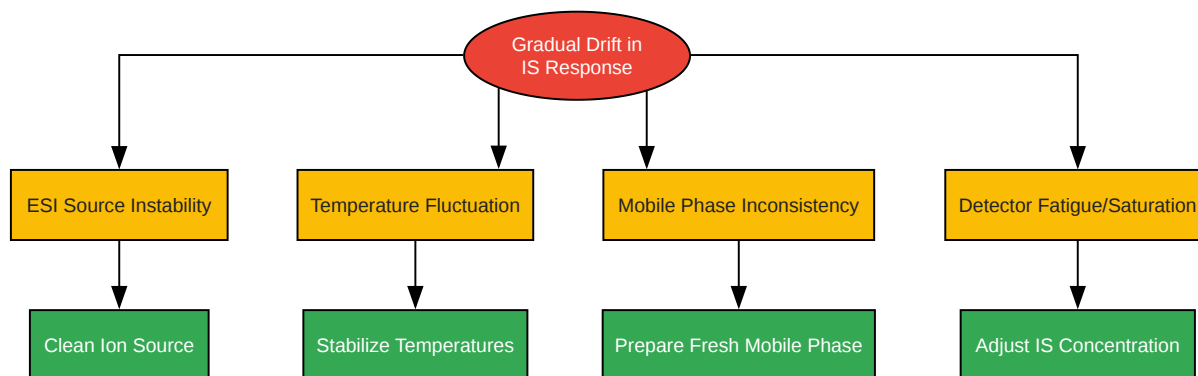 Gradual Drift in
IS Response
ESI Source Instability
Temperature Fluctuation
Mobile Phase Inconsistency
Detector Fatigue/Saturation
Clean Ion Source
Stabilize Temperatures
Prepare Fresh Mobile Phase
Adjust IS Concentration